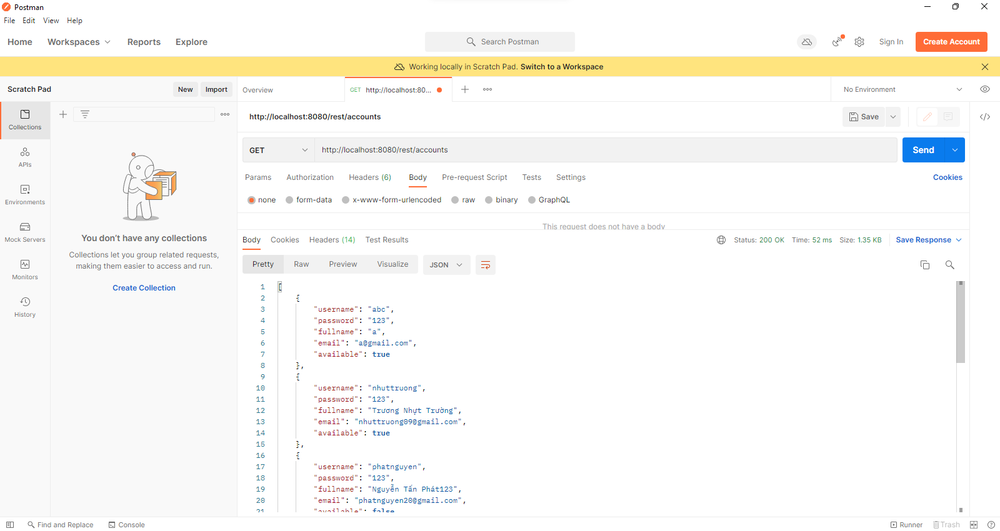 Postman
File Edit View Help
Home Workspaces Reports Explore Search Postman Sign In Create Account
Working locally in Scratch Pad. Switch to a Workspace
Scratch Pad New Import Overview GET http://localhost:80... No Environment
http://localhost:8080/rest/accounts Save
GET http://localhost:8080/rest/accounts Send
Params Authorization Headers (6) Body Pre-request Script Tests Settings Cookies
none form-data x-www-form-urlencoded raw binary GraphQL
This request does not have a body
Body Cookies Headers (14) Test Results Status: 200 OK Time: 52 ms Size: 1.35 KB Save Response
Pretty Raw Preview Visualize JSON
Collections
APIs
Environments
Mock Servers
Monitors
History
You don't have any collections
Collections let you group related requests,
making them easier to access and run.
Create Collection
1 [
2 {
3 "username": "abc",
4 "password": "123",
5 "fullname": "a",
6 "email": "a@gmail.com",
7 "available": true
8 },
9 {
10 "username": "nhuttruong",
11 "password": "123",
12 "fullname": "Trương Nhựt Trường",
13 "email": "nhuttruong09@gmail.com",
14 "available": true
15 },
16 {
17 "username": "phatnguyen",
18 "password": "123",
19 "fullname": "Nguyễn Tấn Phát123",
20 "email": "phatnguyen20@gmail.com",
21 "available": false
Find and Replace Console Runner Trash